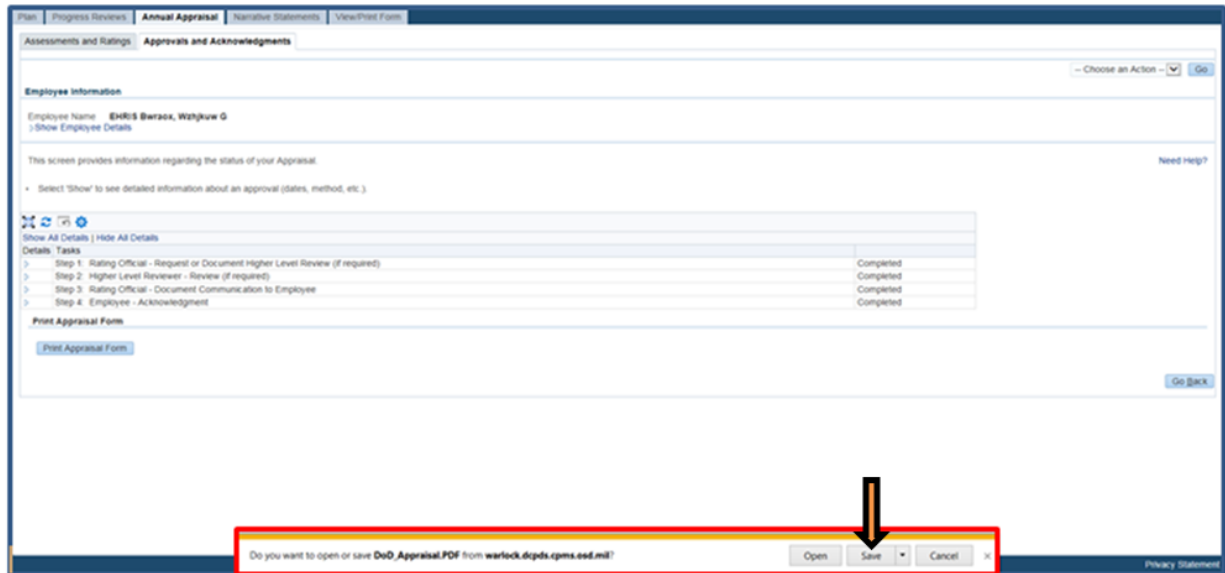 Plan Progress Reviews Annual Appraisal Narrative Statements View/Print Form
Assessments and Ratings Approvals and Acknowledgments
-- Choose an Action -- Go
Employee Information
Employee Name EHRIS Bwraox, Wzhjkuw G
Show Employee Details
This screen provides information regarding the status of your Appraisal. Need Help?
• Select 'Show' to see detailed information about an approval (dates, method, etc.).
Show All Details | Hide All Details
Details Tasks
Step 1: Rating Official - Request or Document Higher Level Review (if required) Completed
Step 2: Higher Level Reviewer - Review (if required) Completed
Step 3: Rating Official - Document Communication to Employee Completed
Step 4: Employee - Acknowledgment Completed
Print Appraisal Form
Print Appraisal Form
Go Back
Do you want to open or save DoD_Appraisal.PDF from warlock.dcpds.cpms.osd.mil? Open Save Cancel ×
Privacy Statement